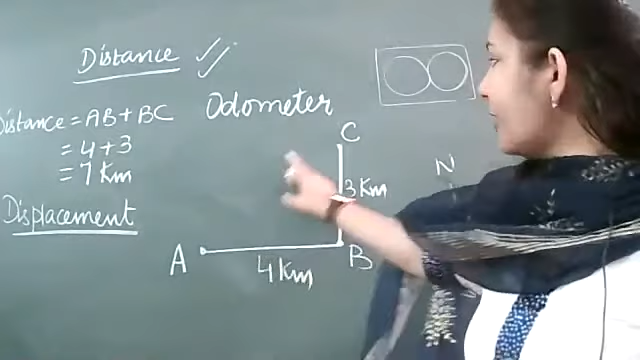 Distance
Distance = AB + BC
= 4 + 3
= 7 Km
Displacement
Odometer
C
3 Km
N
A
4 Km
B